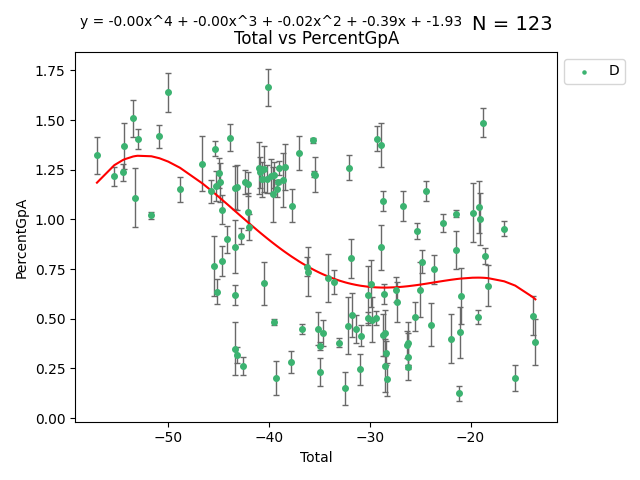 y = -0.00x^4 + -0.00x^3 + -0.02x^2 + -0.39x + -1.93 N = 123
Total vs PercentGpA
D
PercentGpA
1.75
1.50
1.25
1.00
0.75
0.50
0.25
0.00
−50 −40 −30 −20
Total